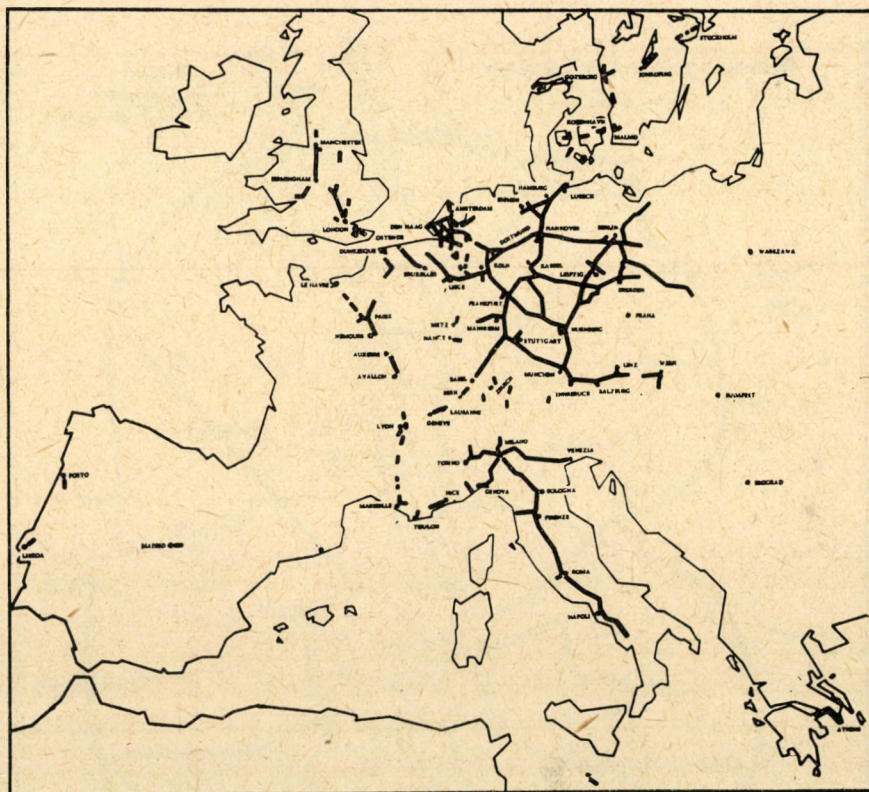 STOCKHOLM
JONKOPING
GOTEBORG
MALMO
MANCHESTER
BIRMINGHAM
LONDON
HAMBURG
BREMEN
LUBECK
AMSTERDAM
DEN HAAG
OSTENDE
DUNKERQUE
DORTMUND
HANNOVER
BERLIN
WARSZAWA
BRUXELLES
LIEGE
KOLN
KASSEL
LEIPZIG
DRESDEN
LE HAVRE
PARIS
FRANKFURT
PRAHA
METZ
MANNHEIM
NURNBERG
NEMOURS
NANCY
STUTTGART
AUXERRE
AVALLON
MUNCHEN
LINZ
WIEN
BASEL
BERN
ZURICH
INNSBRUCK
SALZBURG
BUDAPEST
LAUSANNE
GENEVE
LYON
MILANO
TORINO
VENEZIA
PORTO
NICE
GENOVA
BOLOGNA
BEOGRAD
MARSEILLE
TOULON
FIRENZE
LISBOA
MADRID
ROMA
NAPOLI
ATHENS